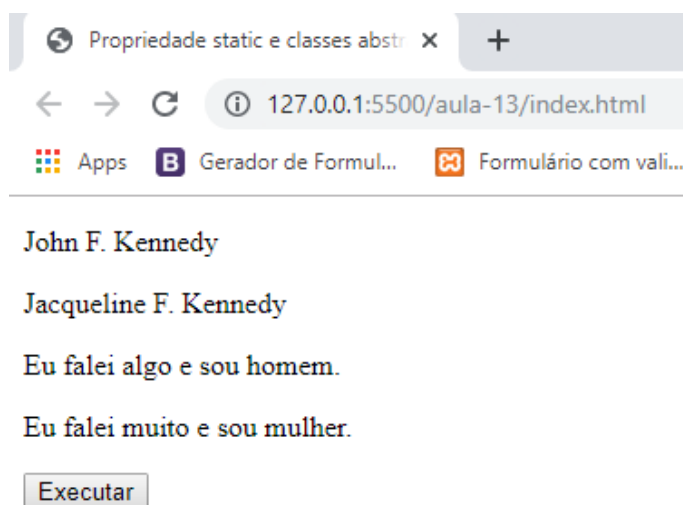 Propriedade static e classes abstr
127.0.0.1:5500/aula-13/index.html
Apps B Gerador de Formul... Formulário com vali...
John F. Kennedy
Jacqueline F. Kennedy
Eu falei algo e sou homem.
Eu falei muito e sou mulher.
Executar